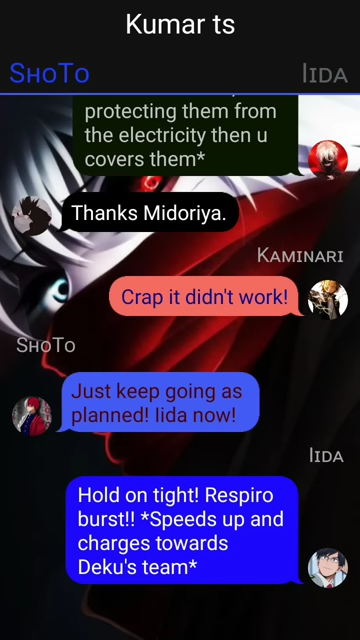 Kumar ts
ShoTo
Iida
protecting them from
the electricity then u
covers them*
Thanks Midoriya.
Kaminari
Crap it didn't work!
ShoTo
Just keep going as
planned! Iida now!
Iida
Hold on tight! Respiro
burst!! *Speeds up and
charges towards
Deku's team*